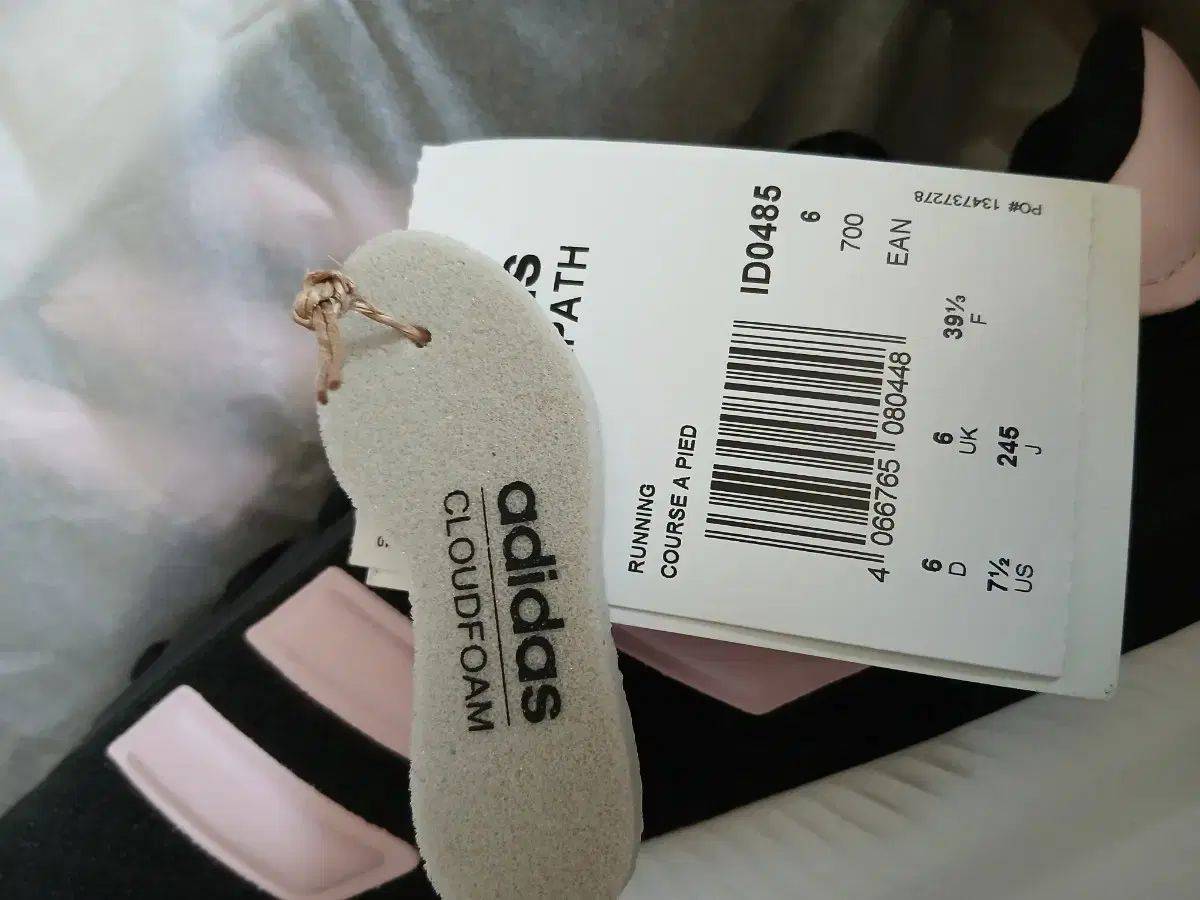 adidas
CLOUDFOAM
PATH
RUNNING
COURSE A PIED
ID0485
6
700
EAN
4 066765 080448
6 D
6 UK
39⅓ F
7½ US
245 J
PO# 134737278